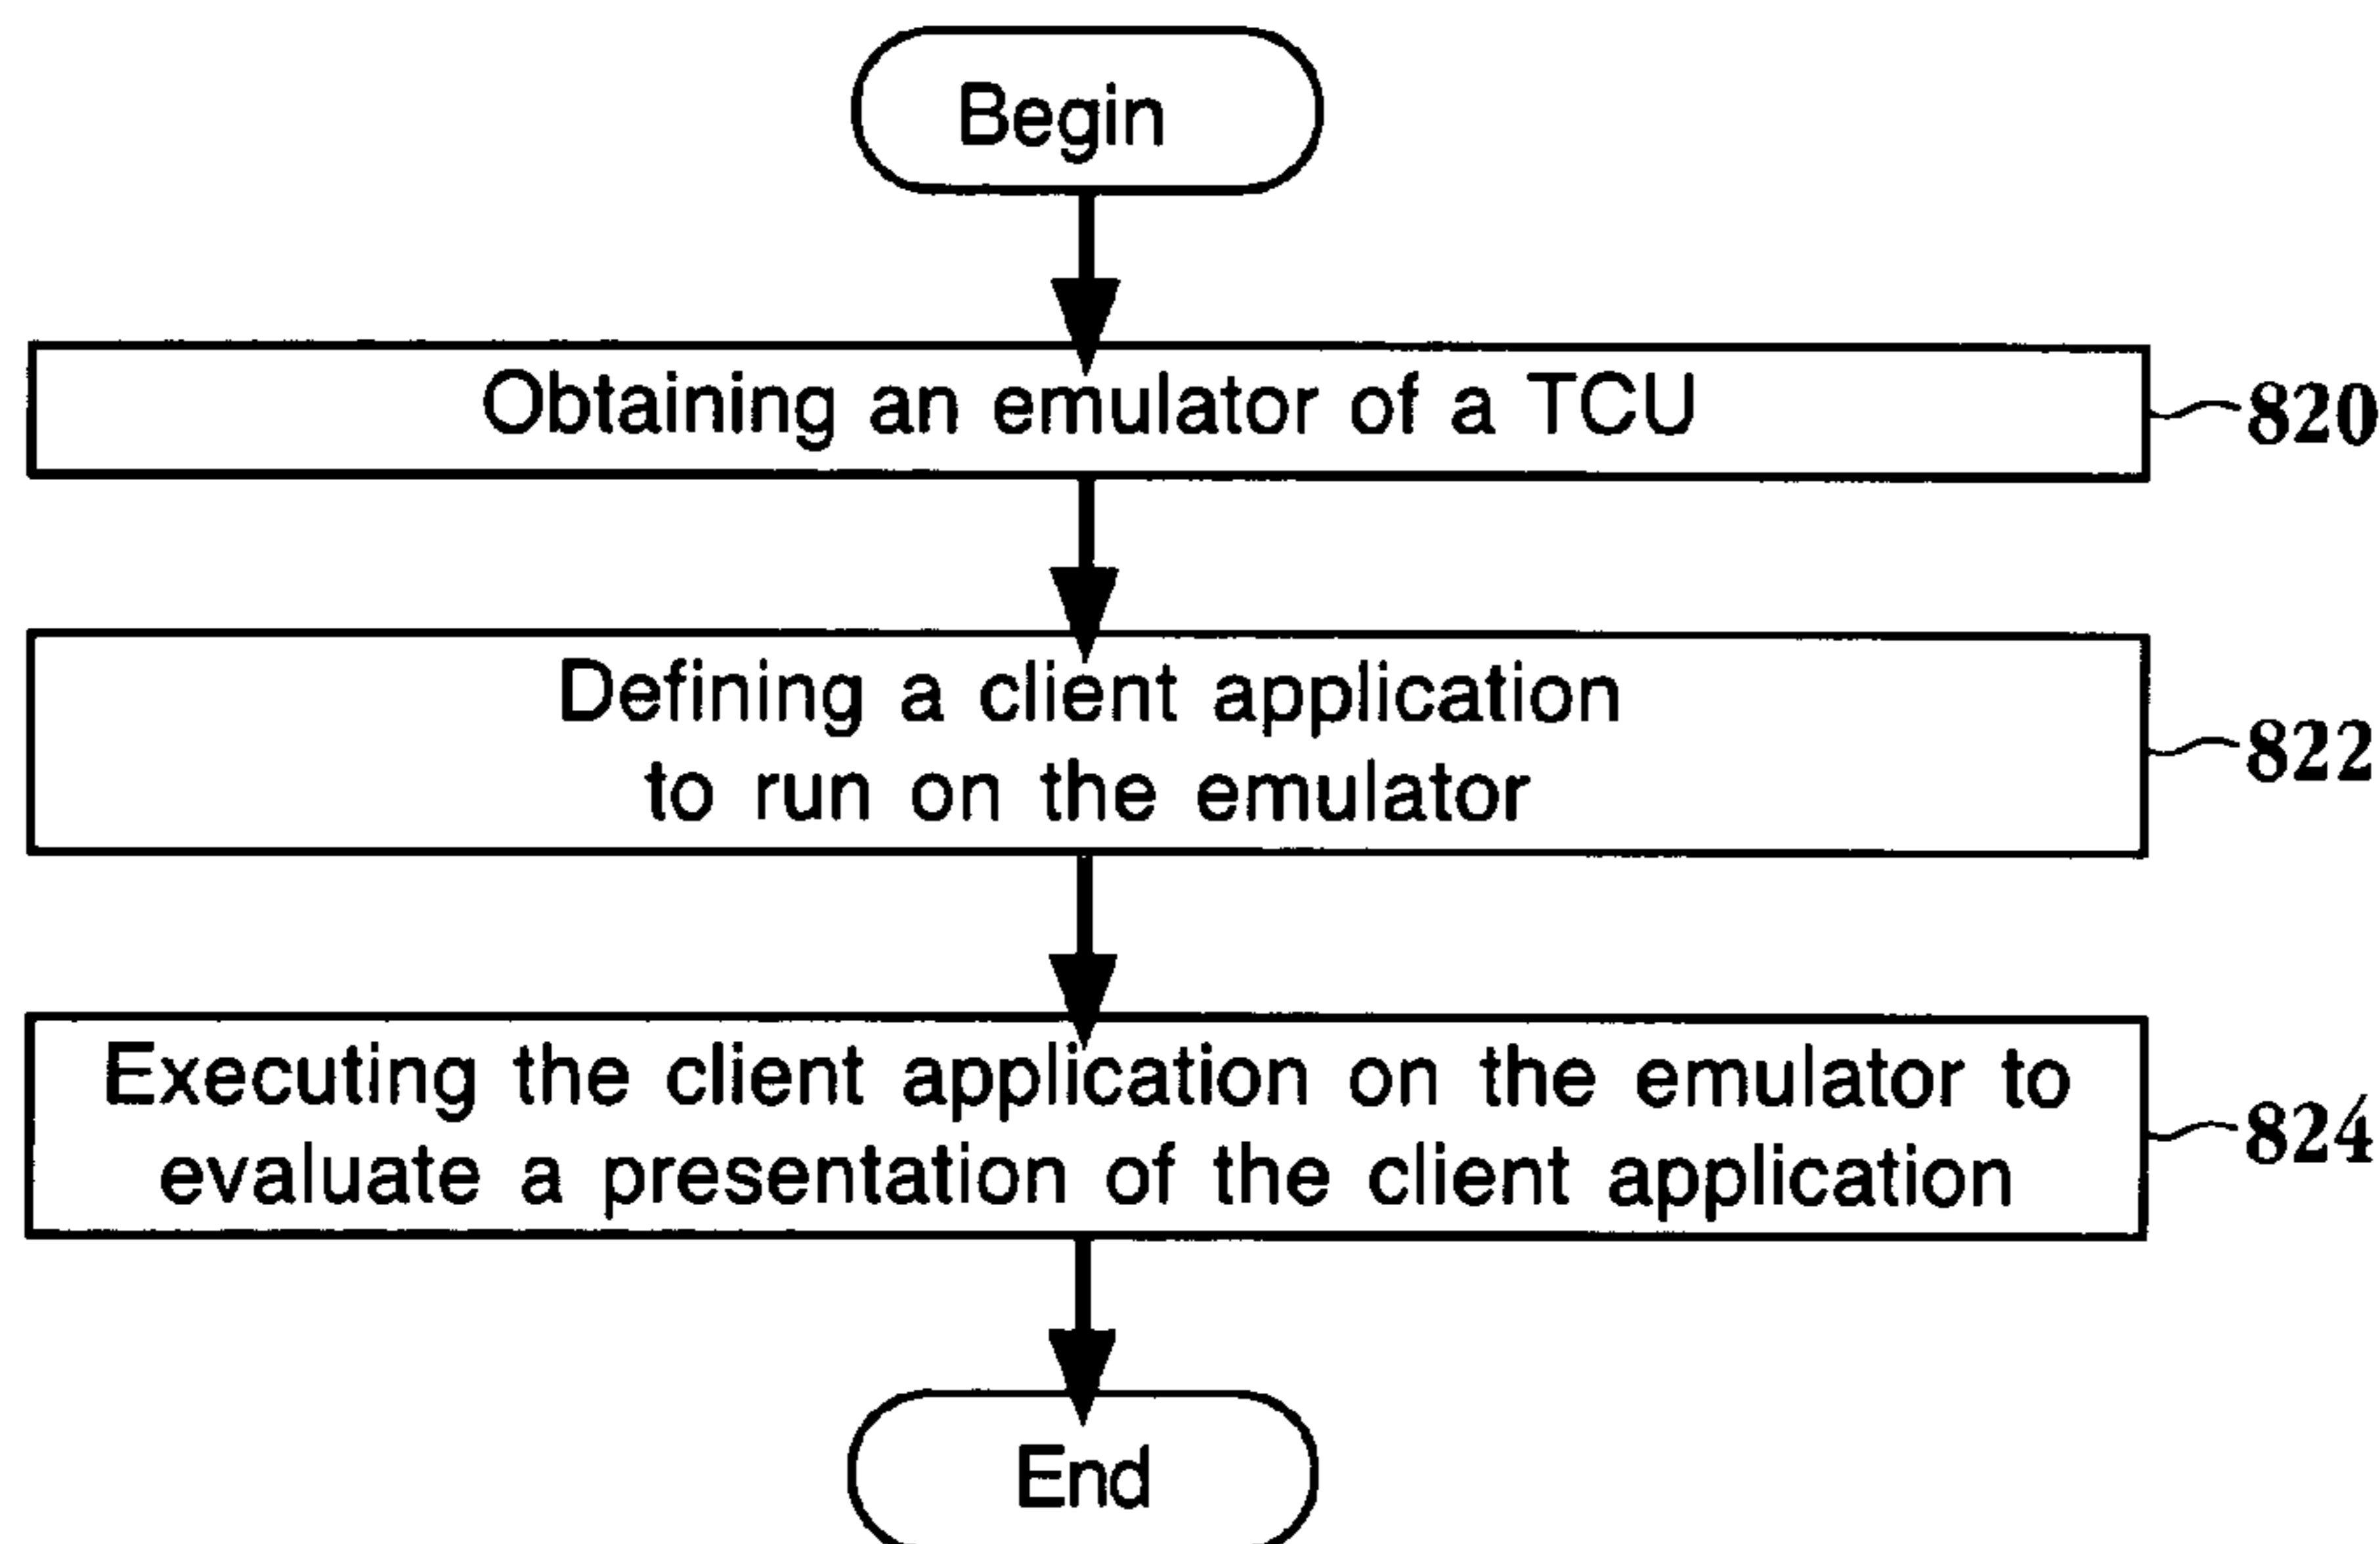 Begin
Obtaining an emulator of a TCU
820
Defining a client application
to run on the emulator
822
Executing the client application on the emulator to
evaluate a presentation of the client application
824
End